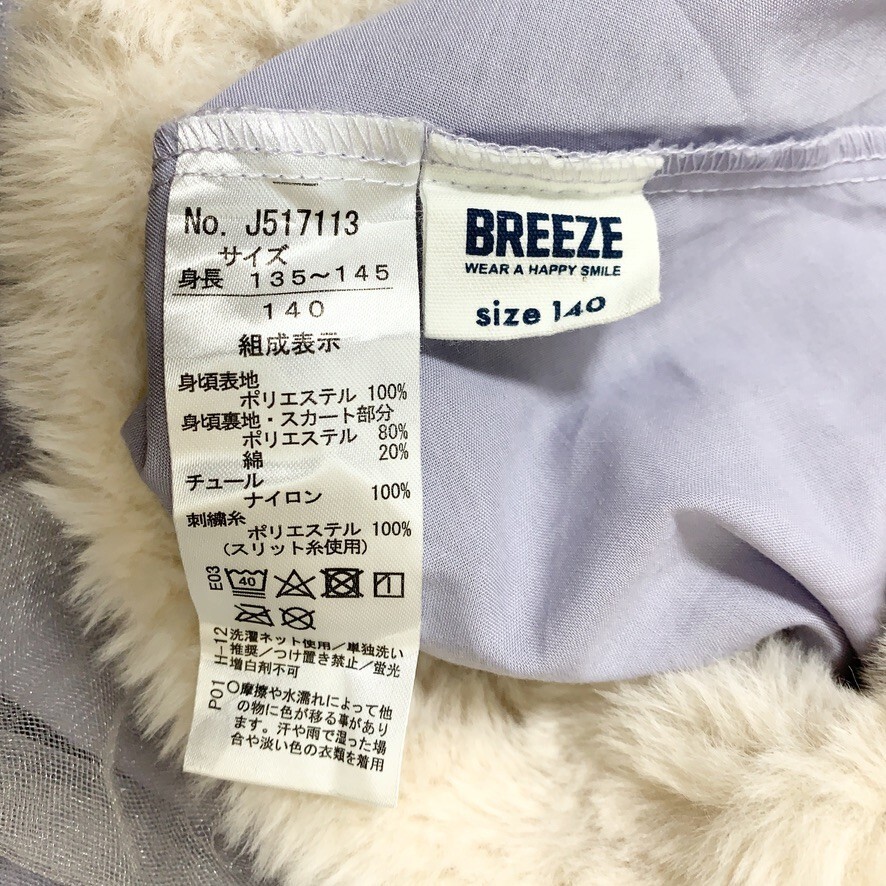 No. J517113
サイズ
身長 135~145
140
組成表示
身頃表地
ポリエステル 100%
身頃裏地・スカート部分
ポリエステル 80%
綿 20%
チュール
ナイロン 100%
刺繍糸
ポリエステル 100%
(スリット糸使用)
E03 40
H-12 洗濯ネット使用/単独洗い
推奨/つけ置き禁止/蛍光
増白剤不可
P01 〇摩擦や水濡れによって他
の物に色が移る事があり
ます。汗や雨で湿った場
合や淡い色の衣類を着用
BREEZE
WEAR A HAPPY SMILE
size 140